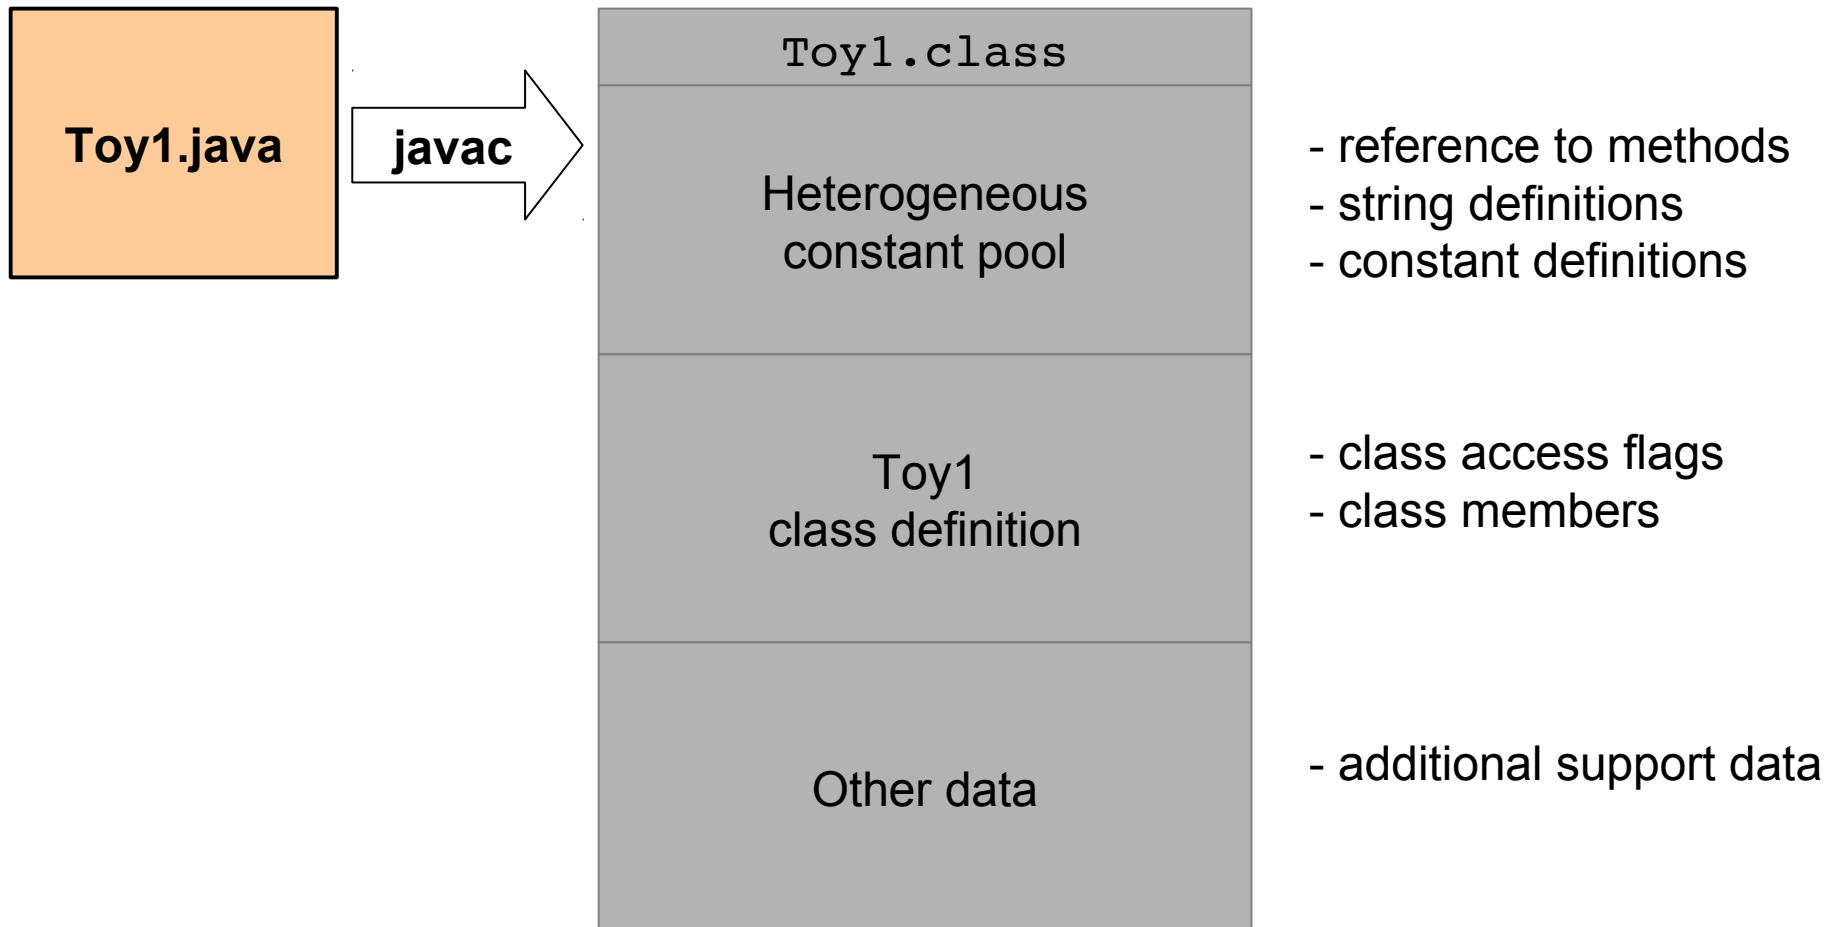 Toy1.java
javac
Toy1.class
Heterogeneous
constant pool
- reference to methods
- string definitions
- constant definitions
Toy1
class definition
- class access flags
- class members
Other data
- additional support data